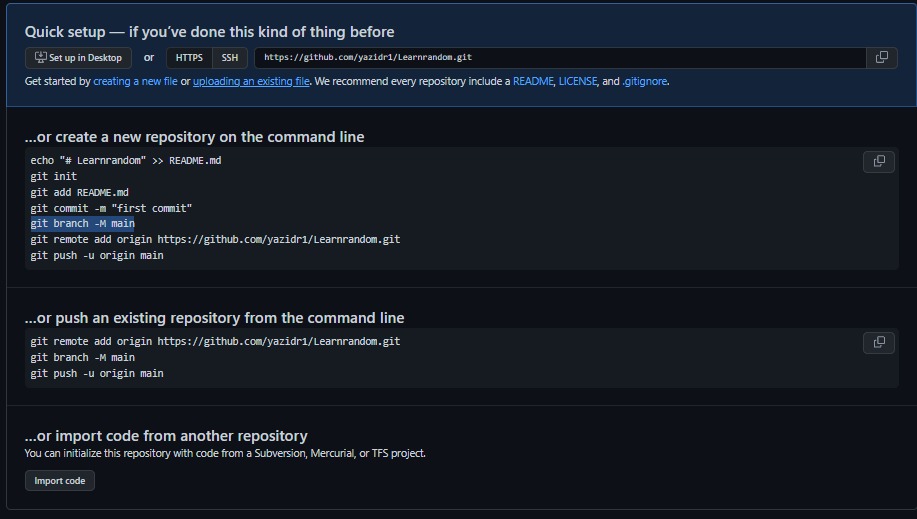 Quick setup — if you've done this kind of thing before
Set up in Desktop or HTTPS SSH https://github.com/yazidr1/Learnrandom.git
Get started by creating a new file or uploading an existing file. We recommend every repository include a README, LICENSE, and .gitignore.
...or create a new repository on the command line
echo "# Learnrandom" >> README.md
git init
git add README.md
git commit -m "first commit"
git branch -M main
git remote add origin https://github.com/yazidr1/Learnrandom.git
git push -u origin main
...or push an existing repository from the command line
git remote add origin https://github.com/yazidr1/Learnrandom.git
git branch -M main
git push -u origin main
...or import code from another repository
You can initialize this repository with code from a Subversion, Mercurial, or TFS project.
Import code